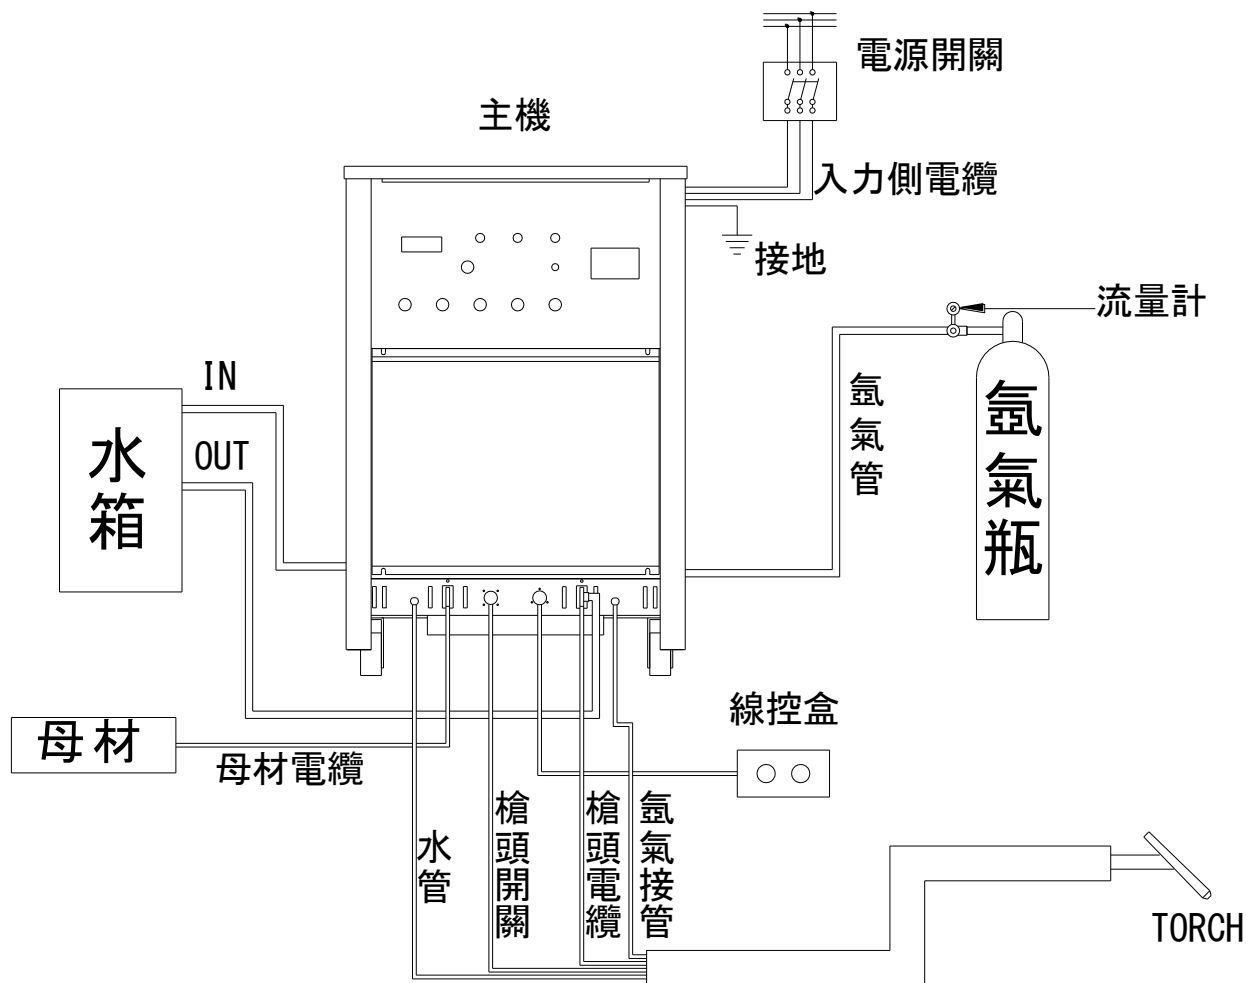 電源開關
主機
入力側電纜
接地
流量計
IN
氬氣管
氬氣瓶
水箱
OUT
線控盒
母材
母材電纜
水管
槍頭開關
槍頭電纜
氬氣接管
TORCH